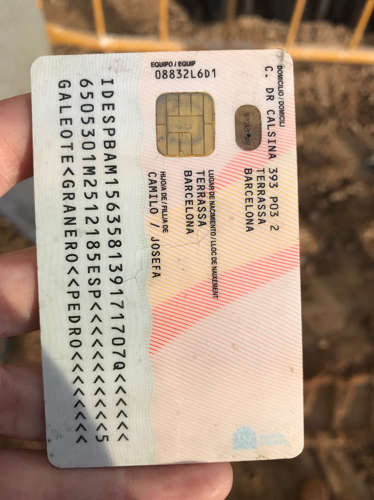 DOMICILIO / DOMICILI
C. DR CALSINA 393 P03 2
TERRASSA
BARCELONA
EQUIPO / EQUIP
08832L6D1
LUGAR DE NACIMIENTO / LLOC DE NAIXEMENT
TERRASSA
BARCELONA
HIJO/A DE / FILL/A DE
CAMILO / JOSEFA
IDESPBAM156358139171707Q<<<<<<
6505301M2512185ESP<<<<<<<<<<<5
GALEOTE<GRANERO<<PEDRO<<<<<<<<